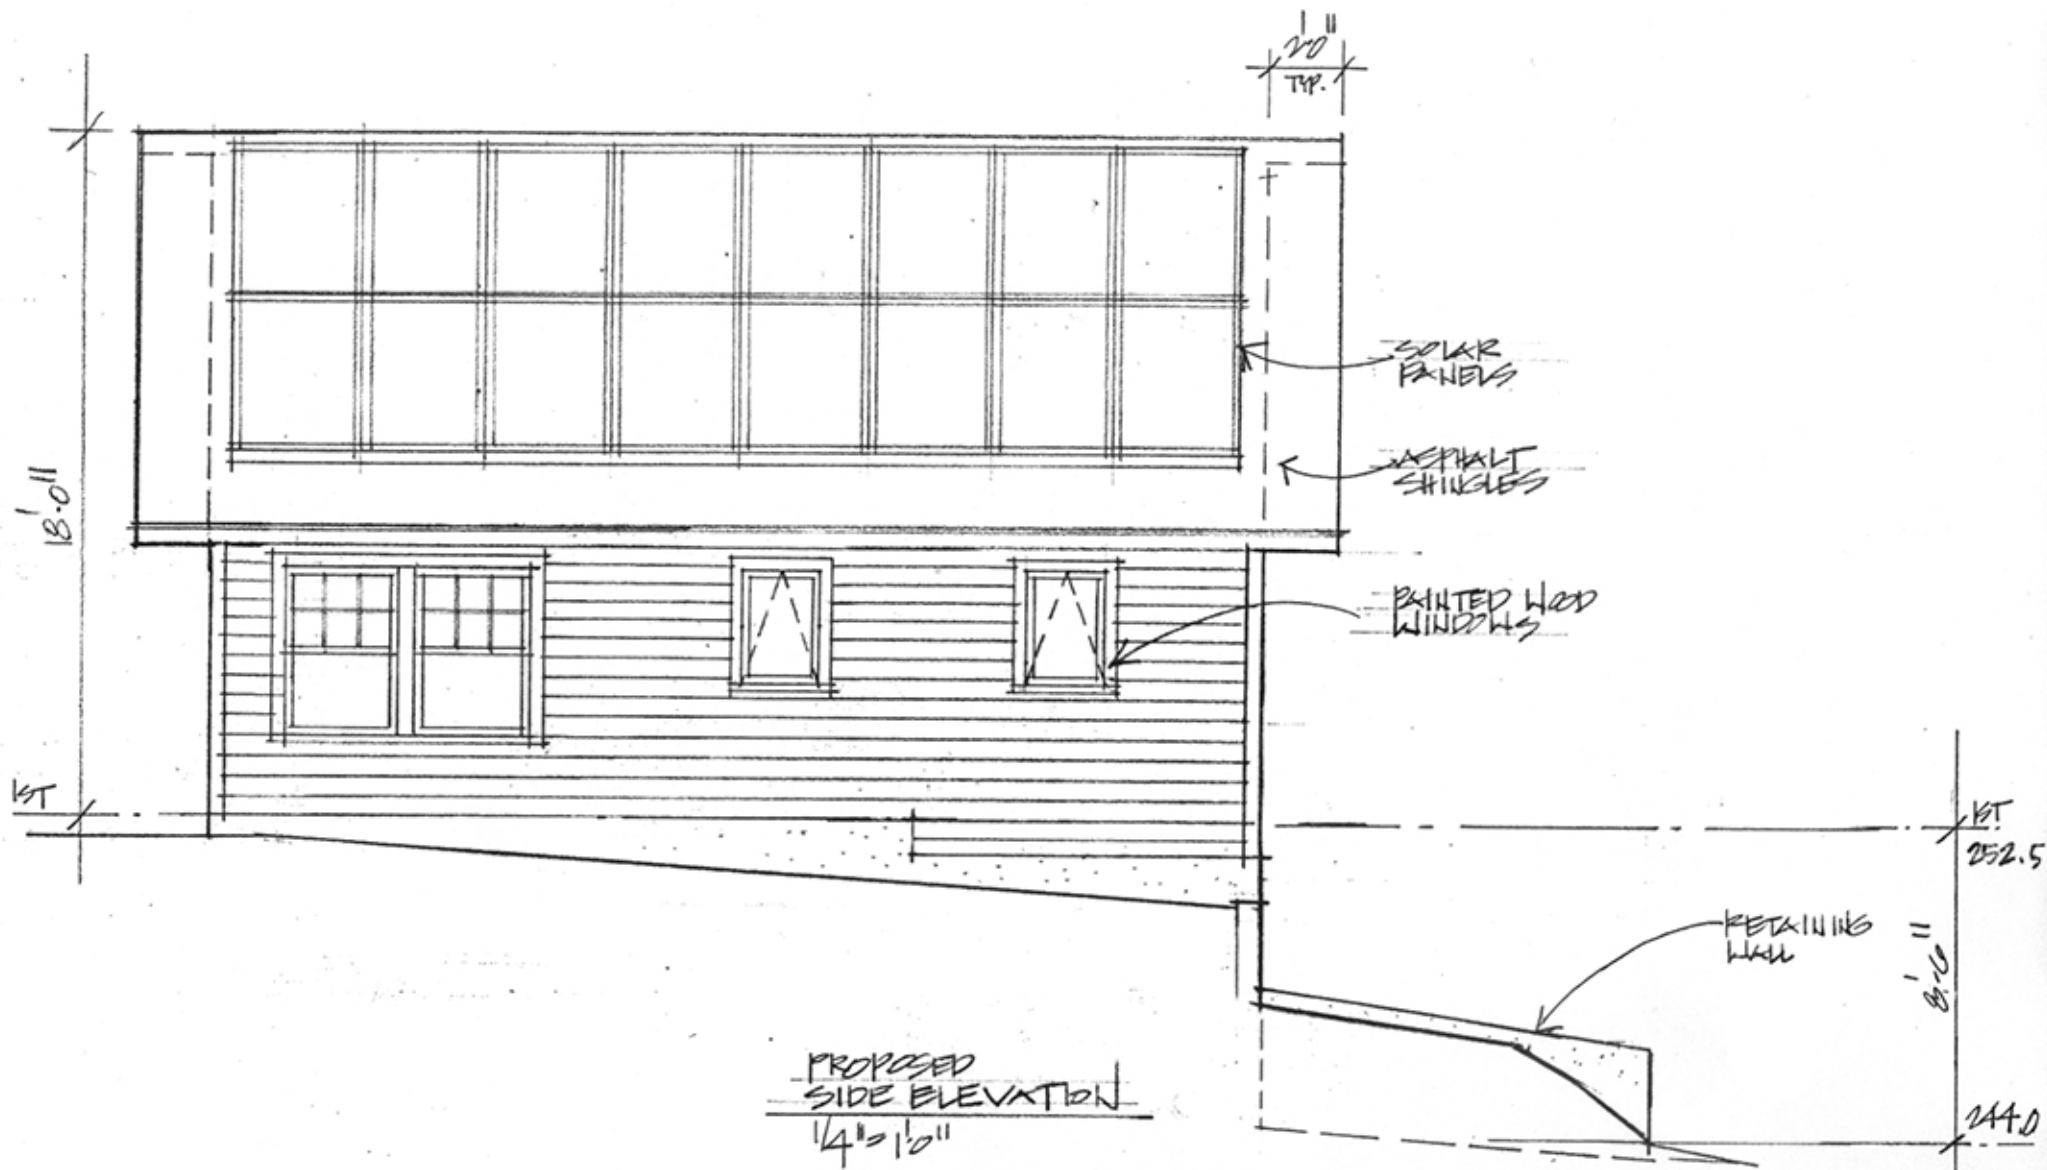 2'0"
TYP.
SOLAR
PANELS
ASPHALT
SHINGLES
18'-0"
PAINTED WOOD
WINDOWS
1ST
1ST
252.5
RETAINING
WALL
8'-6"
PROPOSED
SIDE ELEVATION
1/4"=1'0"
244.0